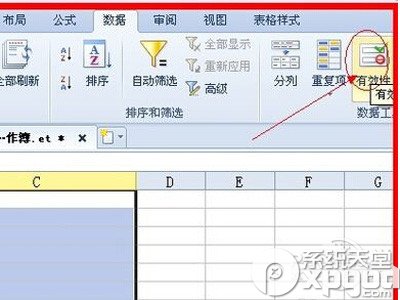 布局 公式 数据 审阅 视图 表格样式
全部显示
重新应用
高级
全部刷新 排序 自动筛选 分列 重复项 有效性
排序和筛选 数据工
作簿.et *
C D E F G
系统天堂
xpgod